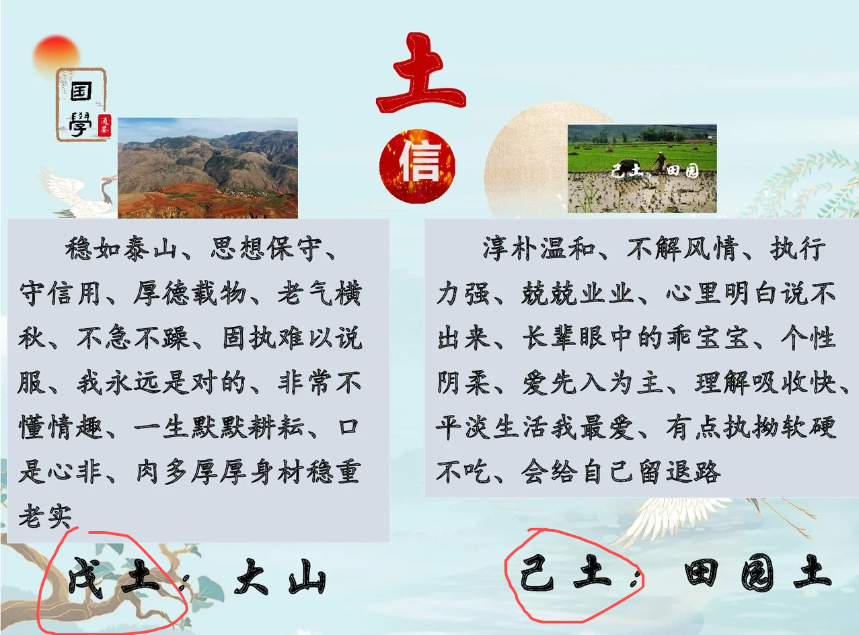 土
国
學
信
己土：田园
稳如泰山、思想保守、
守信用、厚德载物、老气横
秋、不急不躁、固执难以说
服、我永远是对的、非常不
懂情趣、一生默默耕耘、口
是心非、肉多厚厚身材稳重
老实
淳朴温和、不解风情、执行
力强、兢兢业业、心里明白说不
出来、长辈眼中的乖宝宝、个性
阴柔、爱先入为主、理解吸收快、
平淡生活我最爱、有点执拗软硬
不吃、会给自己留退路
戊土：大山
己土：田园土